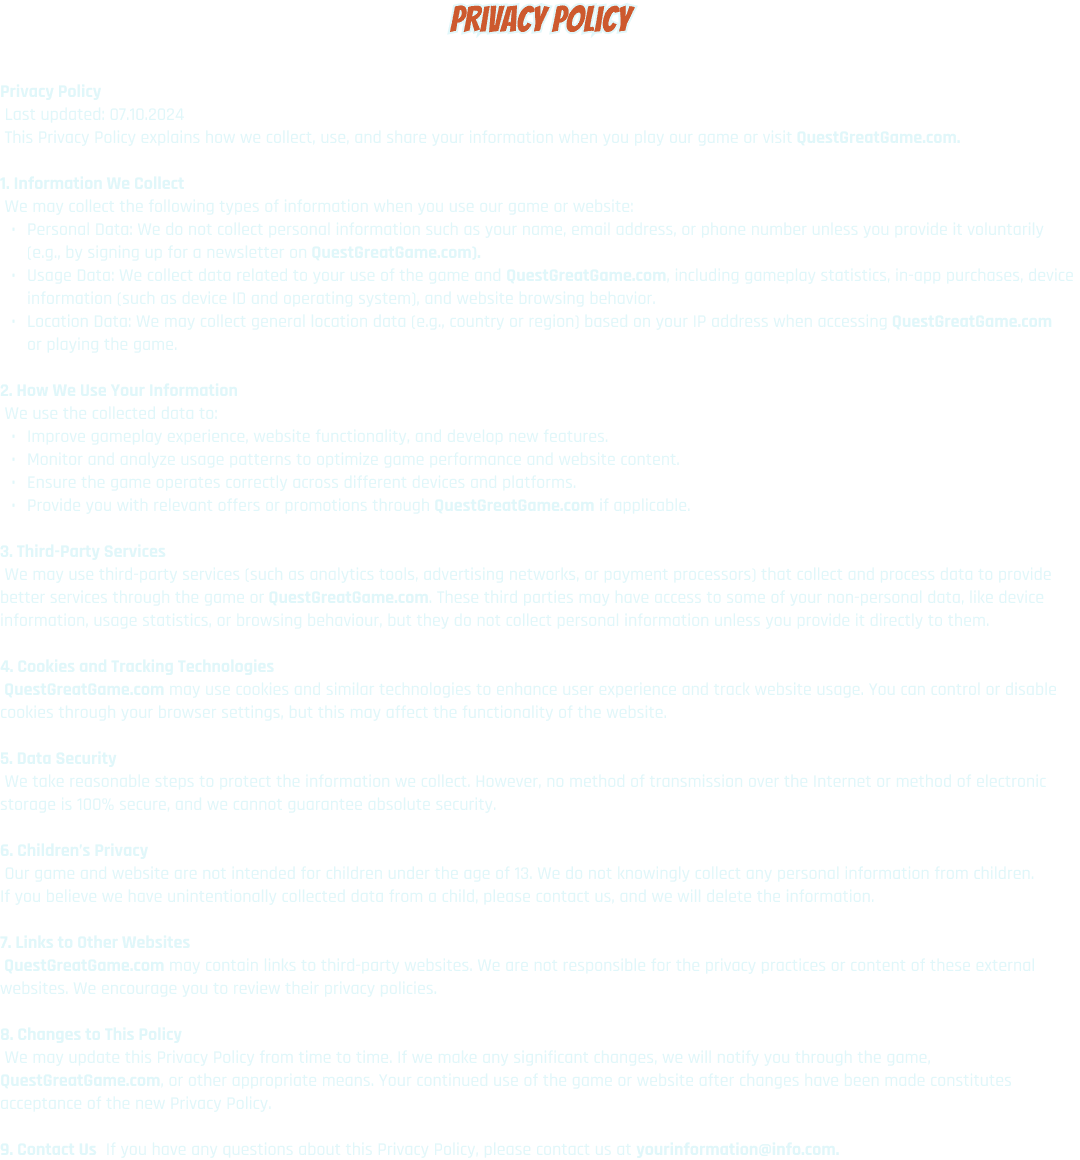 PRIVACY POLICY
Privacy Policy
Last updated: 07.10.2024
This Privacy Policy explains how we collect, use, and share your information when you play our game or visit QuestGreatGame.com.
1. Information We Collect
We may collect the following types of information when you use our game or website:
• Personal Data: We do not collect personal information such as your name, email address, or phone number unless you provide it voluntarily
(e.g., by signing up for a newsletter on QuestGreatGame.com).
• Usage Data: We collect data related to your use of the game and QuestGreatGame.com, including gameplay statistics, in-app purchases, device
information (such as device ID and operating system), and website browsing behavior.
• Location Data: We may collect general location data (e.g., country or region) based on your IP address when accessing QuestGreatGame.com
or playing the game.
2. How We Use Your Information
We use the collected data to:
• Improve gameplay experience, website functionality, and develop new features.
• Monitor and analyze usage patterns to optimize game performance and website content.
• Ensure the game operates correctly across different devices and platforms.
• Provide you with relevant offers or promotions through QuestGreatGame.com if applicable.
3. Third-Party Services
We may use third-party services (such as analytics tools, advertising networks, or payment processors) that collect and process data to provide
better services through the game or QuestGreatGame.com. These third parties may have access to some of your non-personal data, like device
information, usage statistics, or browsing behaviour, but they do not collect personal information unless you provide it directly to them.
4. Cookies and Tracking Technologies
QuestGreatGame.com may use cookies and similar technologies to enhance user experience and track website usage. You can control or disable
cookies through your browser settings, but this may affect the functionality of the website.
5. Data Security
We take reasonable steps to protect the information we collect. However, no method of transmission over the Internet or method of electronic
storage is 100% secure, and we cannot guarantee absolute security.
6. Children's Privacy
Our game and website are not intended for children under the age of 13. We do not knowingly collect any personal information from children.
If you believe we have unintentionally collected data from a child, please contact us, and we will delete the information.
7. Links to Other Websites
QuestGreatGame.com may contain links to third-party websites. We are not responsible for the privacy practices or content of these external
websites. We encourage you to review their privacy policies.
8. Changes to This Policy
We may update this Privacy Policy from time to time. If we make any significant changes, we will notify you through the game,
QuestGreatGame.com, or other appropriate means. Your continued use of the game or website after changes have been made constitutes
acceptance of the new Privacy Policy.
9. Contact Us If you have any questions about this Privacy Policy, please contact us at yourinformation@info.com.